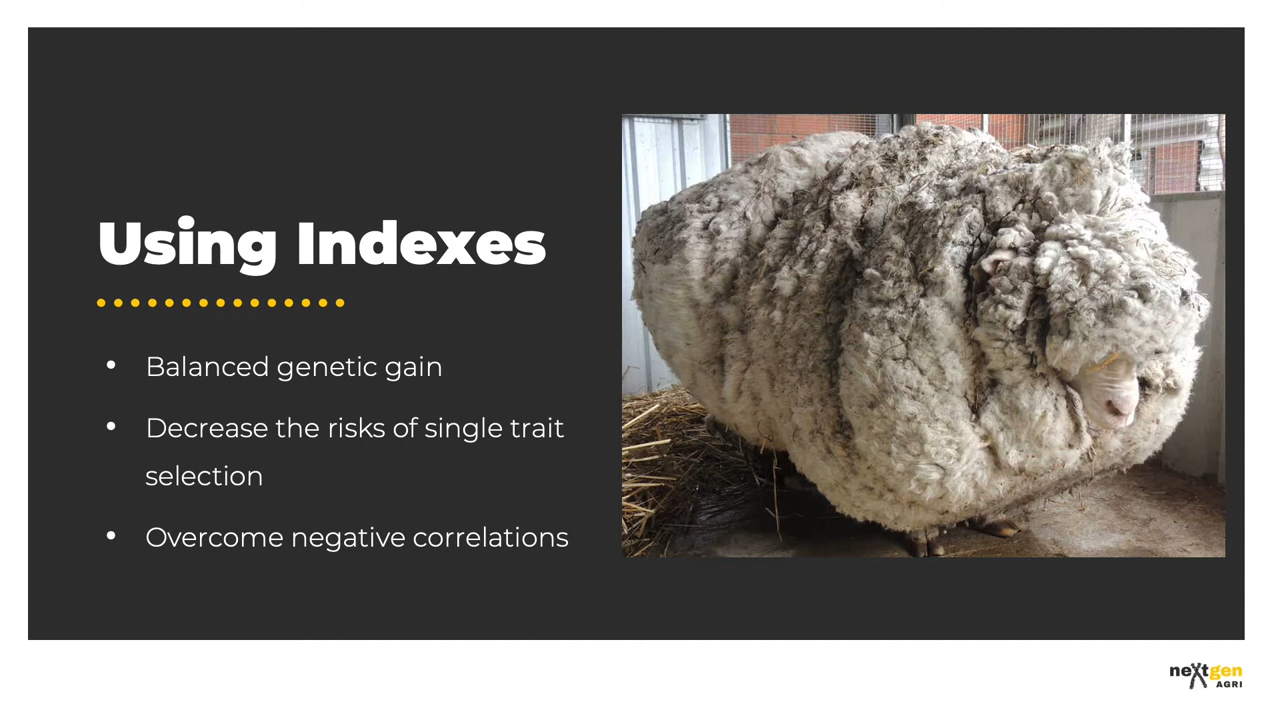 Using Indexes
• Balanced genetic gain
• Decrease the risks of single trait
selection
• Overcome negative correlations
nextgen
AGRI